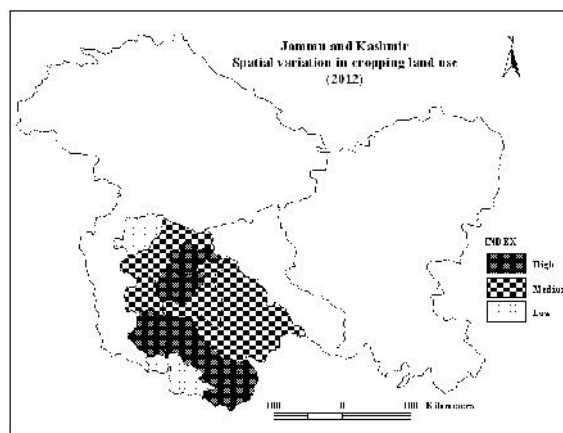 Jammu and Kashmir
Spatial variation in cropping land use
(2012)
N
INDEX
High
Medium
Low
100 0 100 Kilometers